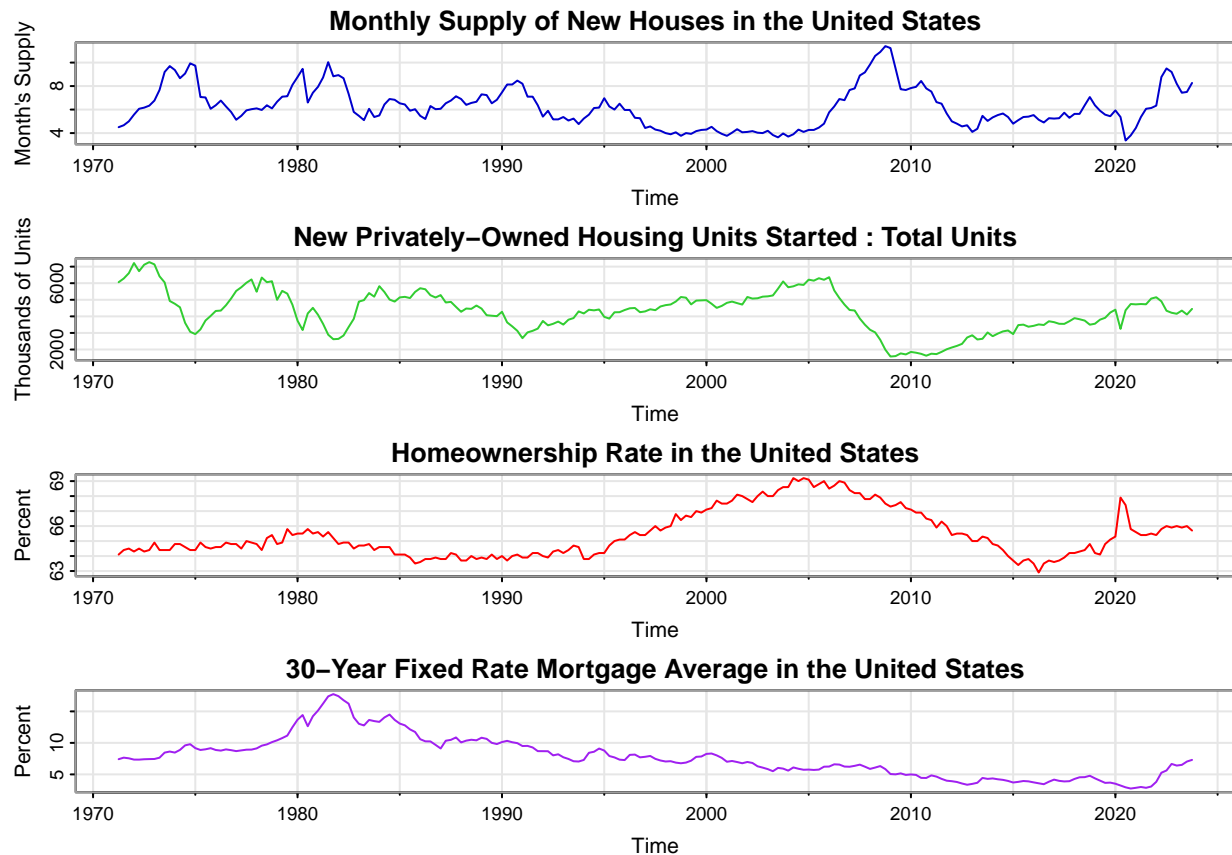 Monthly Supply of New Houses in the United States
Month's Supply
8
4
1970 1980 1990 2000 2010 2020
Time
New Privately−Owned Housing Units Started : Total Units
Thousands of Units
6000
2000
1970 1980 1990 2000 2010 2020
Time
Homeownership Rate in the United States
Percent
69
66
63
1970 1980 1990 2000 2010 2020
Time
30−Year Fixed Rate Mortgage Average in the United States
Percent
10
5
1970 1980 1990 2000 2010 2020
Time